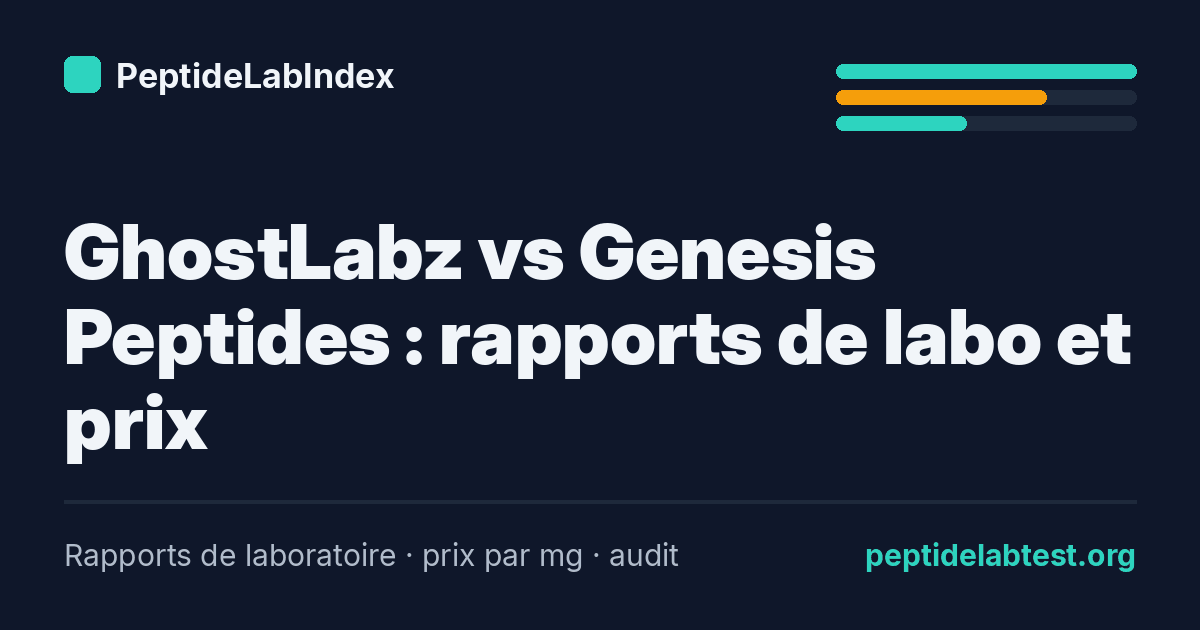 PeptideLabIndex
GhostLabz vs Genesis
Peptides : rapports de labo et
prix
Rapports de laboratoire · prix par mg · audit
peptidelabtest.org